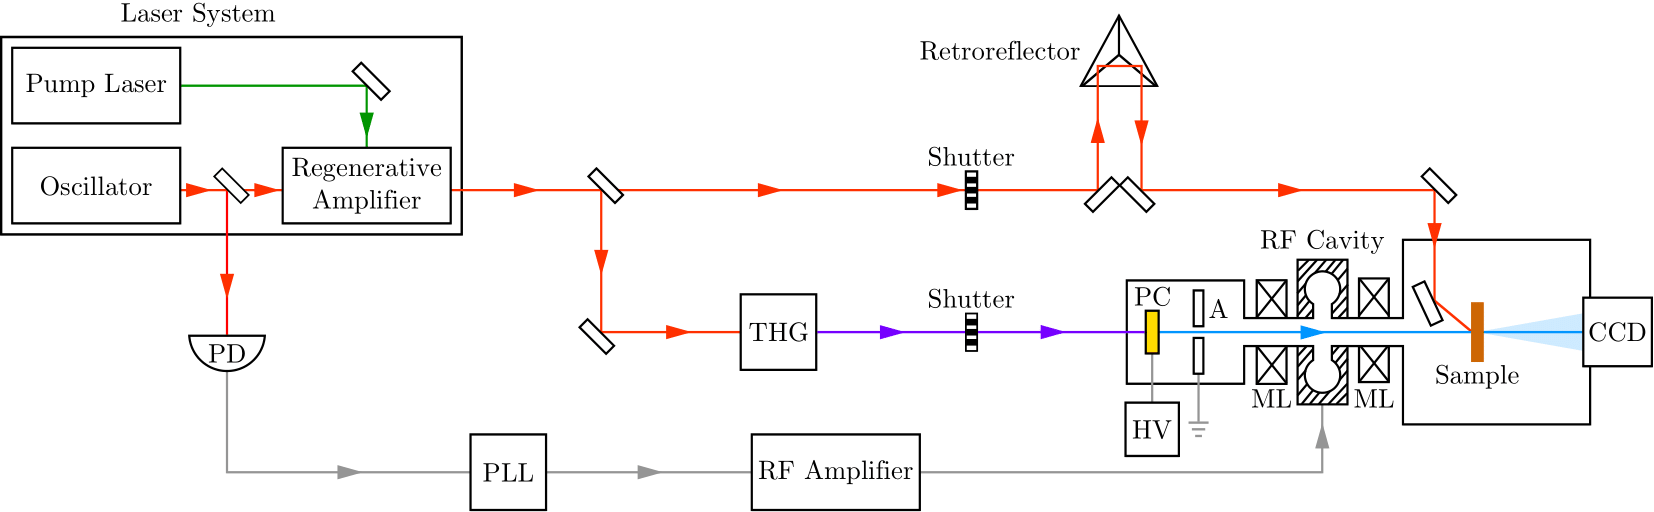 Laser System
Pump Laser
Oscillator
Regenerative
Amplifier
Retroreflector
Shutter
RF Cavity
Shutter
PC
A
THG
CCD
PD
Sample
ML
ML
HV
PLL
RF Amplifier